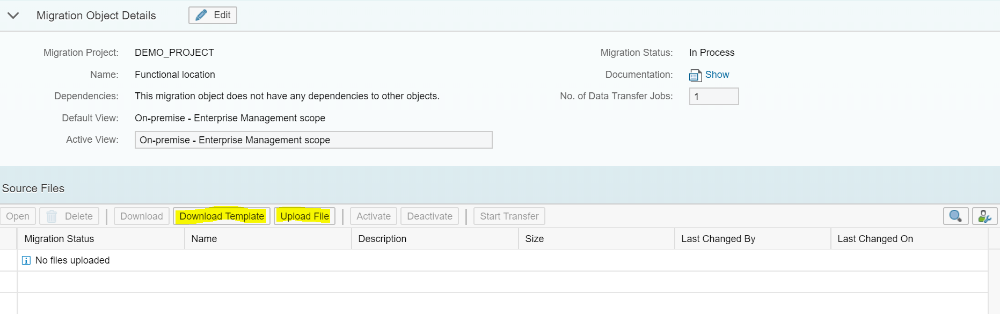 Migration Object Details Edit
Migration Project: DEMO_PROJECT Migration Status: In Process
Name: Functional location Documentation: Show
Dependencies: This migration object does not have any dependencies to other objects. No. of Data Transfer Jobs: 1
Default View: On-premise - Enterprise Management scope
Active View: On-premise - Enterprise Management scope
Source Files
Open Delete Download Download Template Upload File Activate Deactivate Start Transfer
Migration Status Name Description Size Last Changed By Last Changed On
No files uploaded